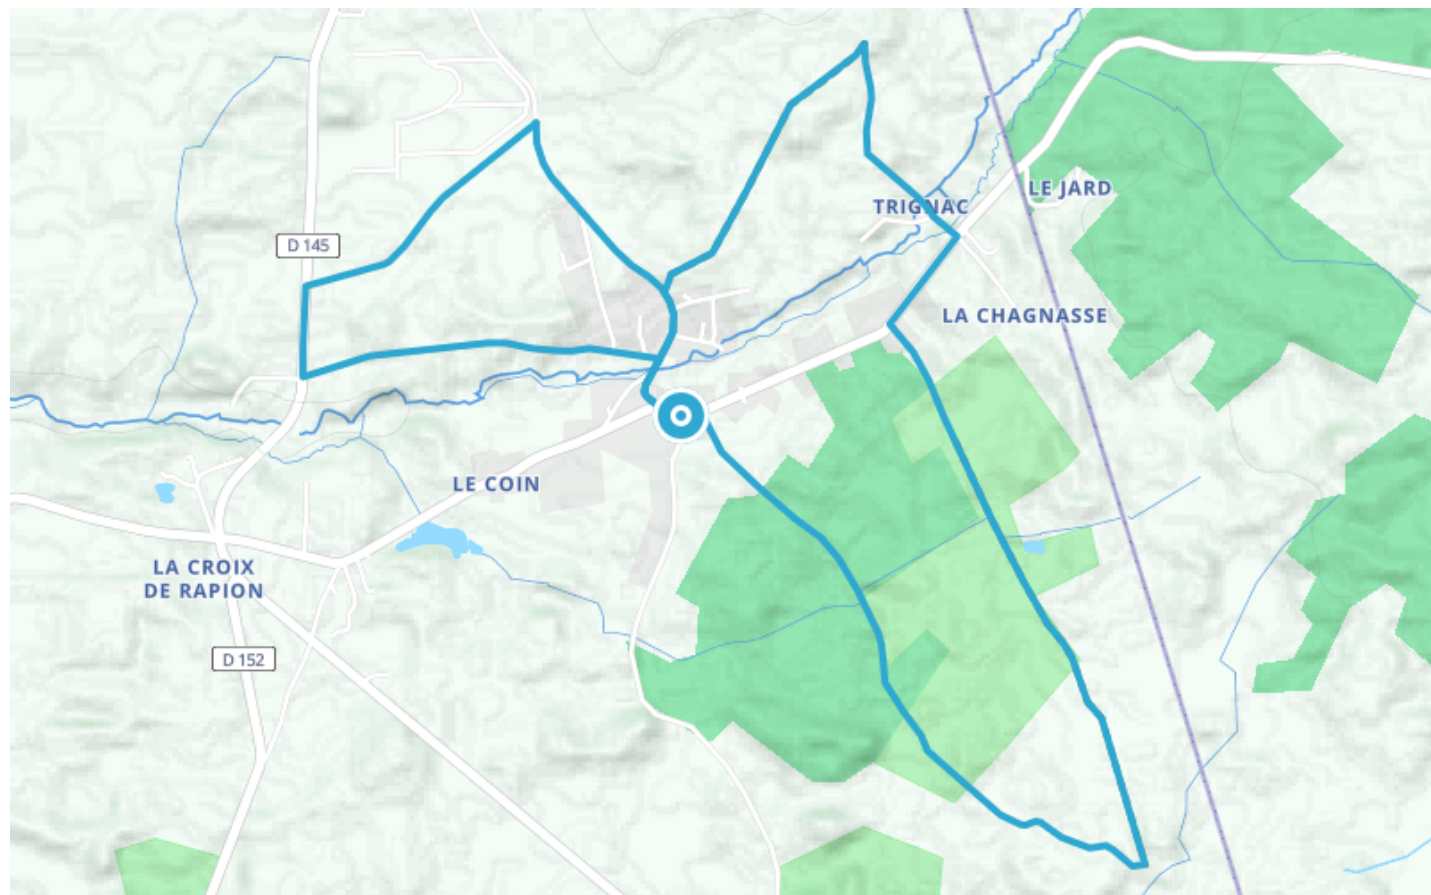 LE JARD
TRIGNAC
D 145
LA CHAGNASSE
LE COIN
LA CROIX
DE RAPION
D 152